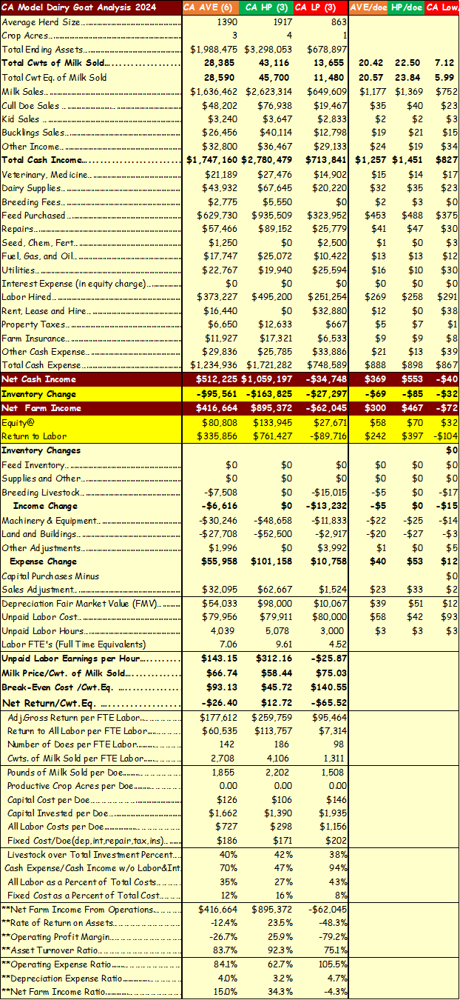 CA Model Dairy Goat Analysis 2024 CA AVE (6) CA HP (3) CA LP (3) AVE/doe HP/doe CA Low/
Average Herd Size 1390 1917 863
Crop Acres 3 4 1
Total Ending Assets $1,988,475 $3,298,053 $678,897
Total Cwts of Milk Sold 28,385 43,116 13,655 20.42 22.50 7.12
Total Cwt Eq. of Milk Sold 28,590 45,700 11,480 20.57 23.84 5.99
Milk Sales $1,636,462 $2,623,314 $649,609 $1,177 $1,369 $752
Cull Doe Sales $48,202 $76,938 $19,467 $35 $40 $23
Kid Sales $3,240 $3,647 $2,833 $2 $2 $3
Bucklings Sales $26,456 $40,114 $12,798 $19 $21 $15
Other Income $32,800 $36,467 $29,133 $24 $19 $34
Total Cash Income $1,747,160 $2,780,479 $713,841 $1,257 $1,451 $827
Veterinary, Medicine $21,189 $27,476 $14,902 $15 $14 $17
Dairy Supplies $43,932 $67,645 $20,220 $32 $35 $23
Breeding Fees $2,775 $5,550 $0 $2 $3 $0
Feed Purchased $629,730 $935,509 $323,952 $453 $488 $375
Repairs $57,466 $89,152 $25,779 $41 $47 $30
Seed, Chem, Fert $1,250 $0 $2,500 $1 $0 $3
Fuel, Gas, and Oil $17,747 $25,072 $10,422 $13 $13 $12
Utilities $22,767 $19,940 $25,594 $16 $10 $30
Interest Expense (in equity charge) $0 $0 $0 $0 $0 $0
Labor Hired $373,227 $495,200 $251,254 $269 $258 $291
Rent, Lease and Hire $16,440 $0 $32,880 $12 $0 $38
Property Taxes $6,650 $12,633 $667 $5 $7 $1
Farm Insurance $11,927 $17,321 $6,533 $9 $9 $8
Other Cash Expense $29,836 $25,785 $33,886 $21 $13 $39
Total Cash Expense $1,234,936 $1,721,282 $748,589 $888 $898 $867
Net Cash Income $512,225 $1,059,197 -$34,748 $369 $553 -$40
Inventory Change -$95,561 -$163,825 -$27,297 -$69 -$85 -$32
Net Farm Income $416,664 $895,372 -$62,045 $300 $467 -$72
Equity@ $80,808 $133,945 $27,671 $58 $70 $32
Return to Labor $335,856 $761,427 -$89,716 $242 $397 -$104
Inventory Changes $0
Feed Inventory $0 $0 $0 $0 $0 $0
Supplies and Other $0 $0 $0 $0 $0 $0
Breeding Livestock -$7,508 $0 -$15,015 -$5 $0 -$17
Income Change -$6,616 $0 -$13,232 -$5 $0 -$15
Machinery & Equipment -$30,246 -$48,658 -$11,833 -$22 -$25 -$14
Land and Buildings -$27,708 -$52,500 -$2,917 -$20 -$27 -$3
Other Adjustments $1,996 $0 $3,992 $1 $0 $5
Expense Change $55,958 $101,158 $10,758 $40 $53 $12
Capital Purchases Minus $0
Sales Adjustment $32,095 $62,667 $1,524 $23 $33 $2
Depreciation Fair Market Value (FMV) $54,033 $98,000 $10,067 $39 $51 $12
Unpaid Labor Cost $79,956 $79,911 $80,000 $58 $42 $93
Unpaid Labor Hours 4,039 5,078 3,000 $3 $3 $3
Labor FTE's (Full Time Equivalents) 7.06 9.61 4.52
Unpaid Labor Earnings per Hour $143.15 $312.16 -$25.87
Milk Price/Cwt. of Milk Sold $66.74 $58.44 $75.03
Break-Even Cost /Cwt.Eq. $93.13 $45.72 $140.55
Net Return/Cwt.Eq. -$26.40 $12.72 -$65.52
Adj.Gross Return per FTE Labor $177,612 $259,759 $95,464
Return to All Labor per FTE Labor $60,535 $113,757 $7,314
Number of Does per FTE Labor 142 186 98
Cwts. of Milk Sold per FTE Labor 2,708 4,106 1,311
Pounds of Milk Sold per Doe 1,855 2,202 1,508
Productive Crop Acres per Doe 0.00 0.00 0.00
Capital Cost per Doe $126 $106 $146
Capital Invested per Doe $1,662 $1,390 $1,935
All Labor Costs per Doe $727 $298 $1,156
Fixed Cost/Doe(dep,int,repair,tax,ins) $186 $171 $202
Livestock over Total Investment Percent 40% 42% 38%
Cash Expense/Cash Income w/o Labor&Int. 70% 47% 94%
All Labor as a Percent of Total Costs 35% 27% 43%
Fixed Cost as a Percent of Total Cost 12% 16% 8%
**Net Farm Income From Operations $416,664 $895,372 -$62,045
**Rate of Return on Assets -12.4% 23.5% -48.3%
**Operating Profit Margin -26.7% 25.9% -79.2%
**Asset Turnover Ratio 83.7% 92.3% 75.1%
**Operating Expense Ratio 84.1% 62.7% 105.5%
**Depreciation Expense Ratio 4.0% 3.2% 4.7%
**Net Farm Income Ratio 15.0% 34.3% -4.3%